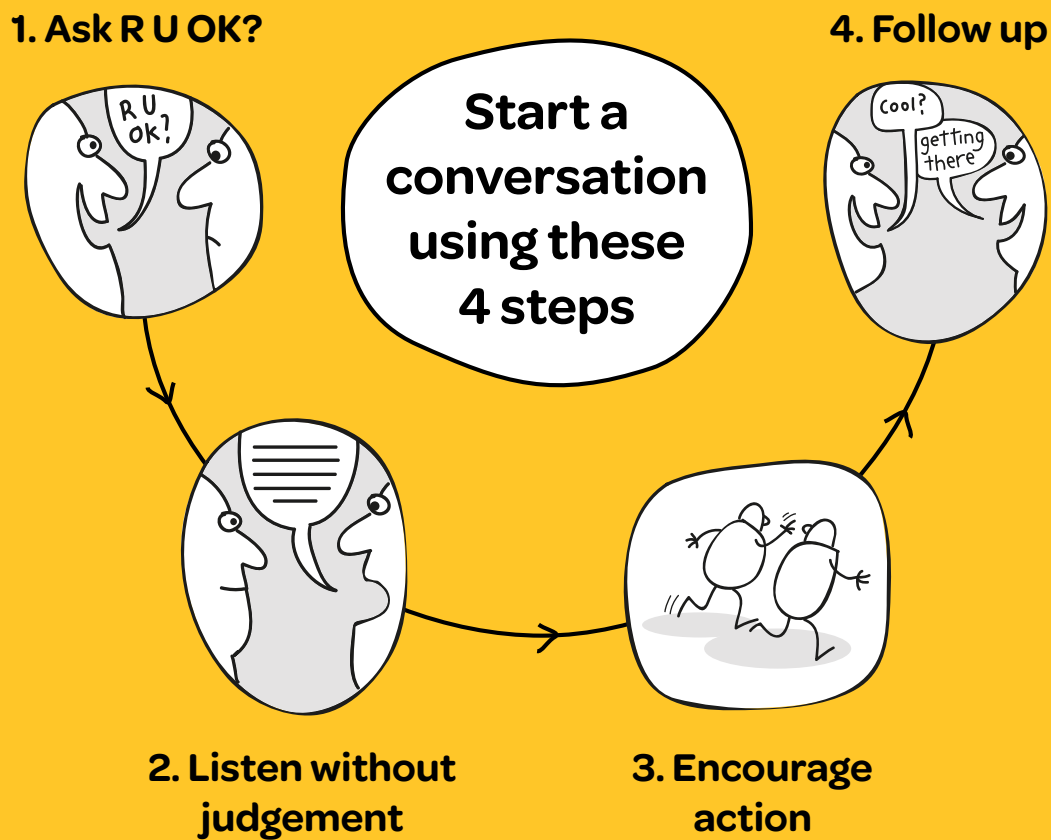 1. Ask R U OK?
R U
OK?
Start a
conversation
using these
4 steps
4. Follow up
Cool?
getting
there
2. Listen without
judgement
3. Encourage
action